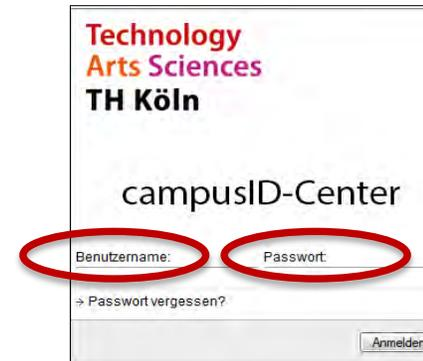 Technology
Arts Sciences
TH Köln
campusID-Center
Benutzername: Passwort:
→ Passwort vergessen?
Anmelden